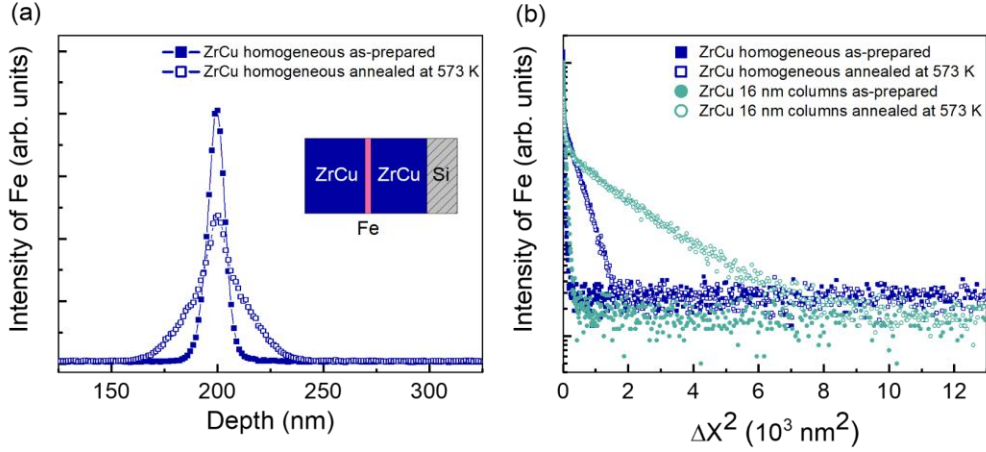 (a)
ZrCu homogeneous as-prepared
ZrCu homogeneous annealed at 573 K
Intensity of Fe (arb. units)
ZrCu
ZrCu
Si
Fe
150
200
250
300
Depth (nm)
(b)
ZrCu homogeneous as-prepared
ZrCu homogeneous annealed at 573 K
ZrCu 16 nm columns as-prepared
ZrCu 16 nm columns annealed at 573 K
Intensity of Fe (arb. units)
0
2
4
6
8
10
12
ΔX² (10³ nm²)